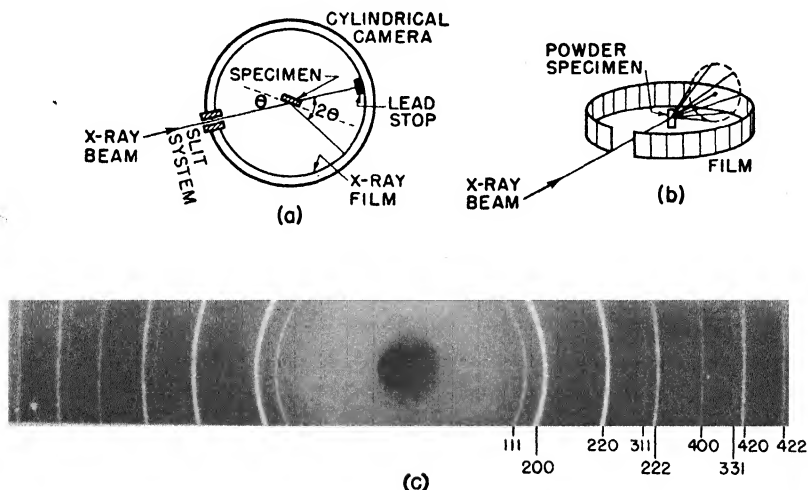 CYLINDRICAL
CAMERA
SPECIMEN
θ
2θ
LEAD
STOP
X-RAY
BEAM
SLIT
SYSTEM
X-RAY
FILM
(a)
POWDER
SPECIMEN
FILM
X-RAY
BEAM
(b)
111 220 311 400 420 422
200 222 331
(c)